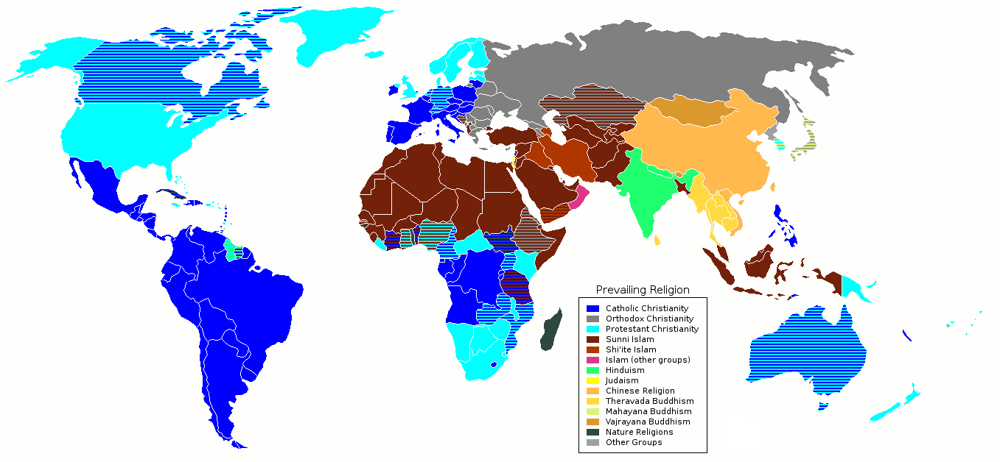 Prevailing Religion
Catholic Christianity
Orthodox Christianity
Protestant Christianity
Sunni Islam
Shi'ite Islam
Islam (other groups)
Hinduism
Judaism
Chinese Religion
Theravada Buddhism
Mahayana Buddhism
Vajrayana Buddhism
Nature Religions
Other Groups